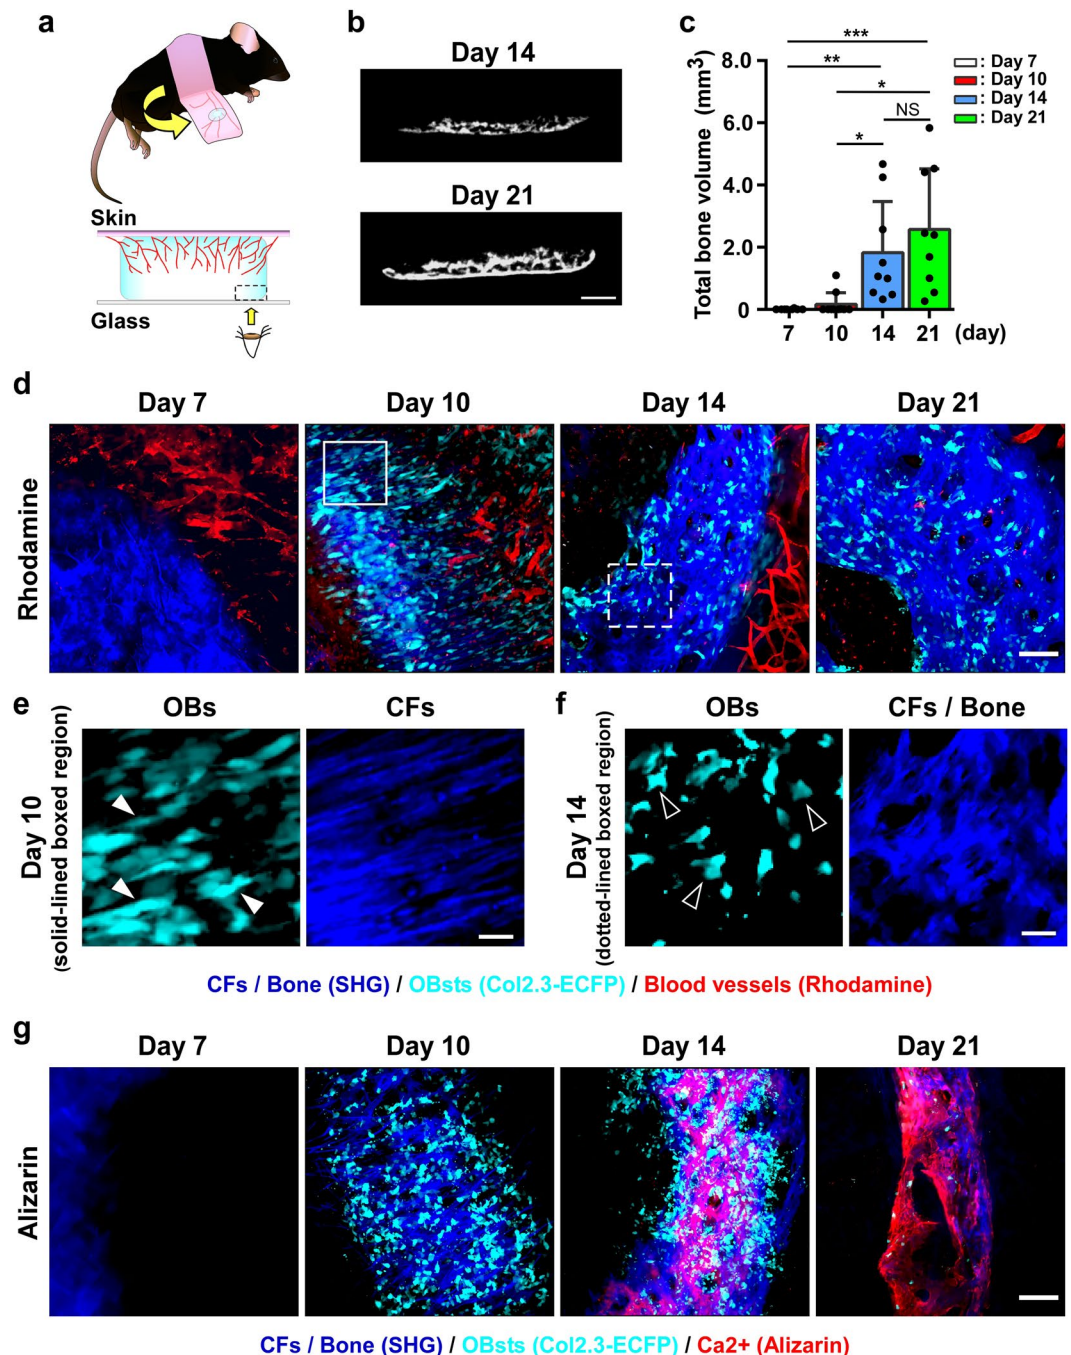 a
Skin
Glass
b
Day 14
Day 21
c
Total bone volume (mm3)
8.0
6.0
4.0
2.0
0
***
**
*
NS
*
7 10 14 21 (day)
: Day 7
: Day 10
: Day 14
: Day 21
d
Day 7 Day 10 Day 14 Day 21
Rhodamine
e
OBs CFs
Day 10
(solid-lined boxed region)
f
OBs CFs / Bone
Day 14
(dotted-lined boxed region)
CFs / Bone (SHG) / OBsts (Col2.3-ECFP) / Blood vessels (Rhodamine)
g
Day 7 Day 10 Day 14 Day 21
Alizarin
CFs / Bone (SHG) / OBsts (Col2.3-ECFP) / Ca2+ (Alizarin)